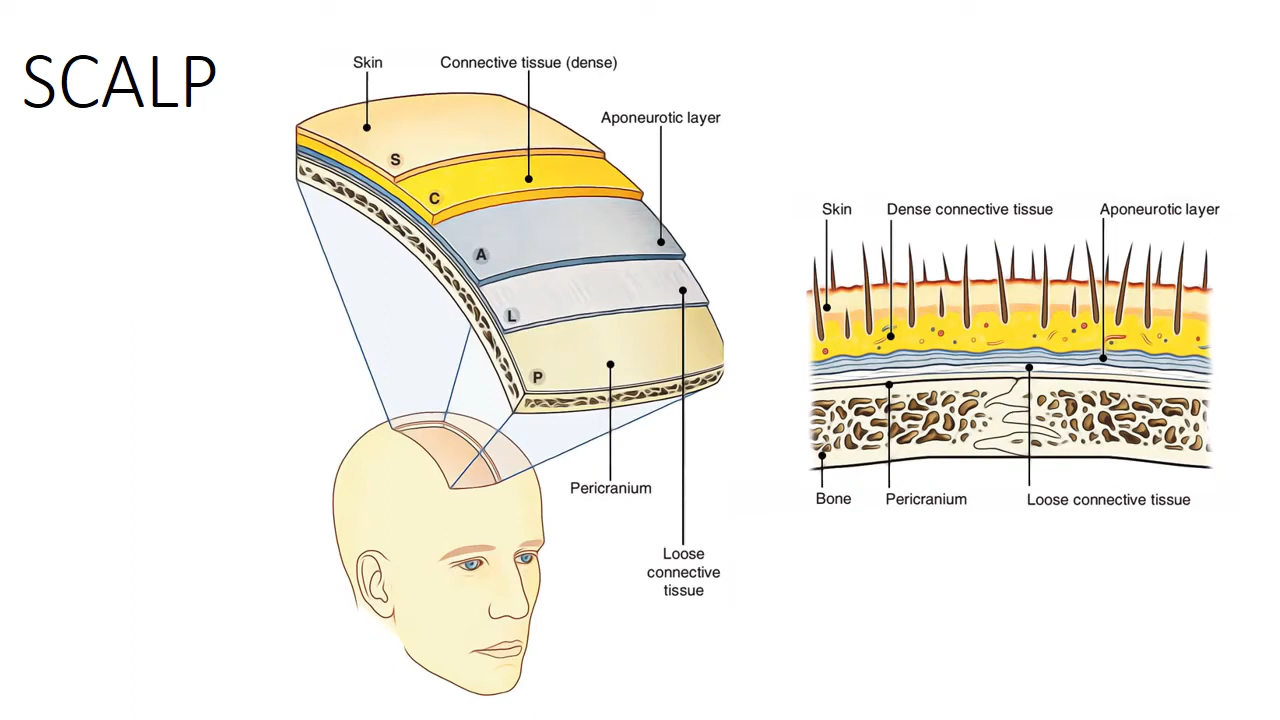 SCALP
Skin
Connective tissue (dense)
Aponeurotic layer
S
C
A
L
P
Pericranium
Loose
connective
tissue
Skin
Dense connective tissue
Aponeurotic layer
Bone
Pericranium
Loose connective tissue